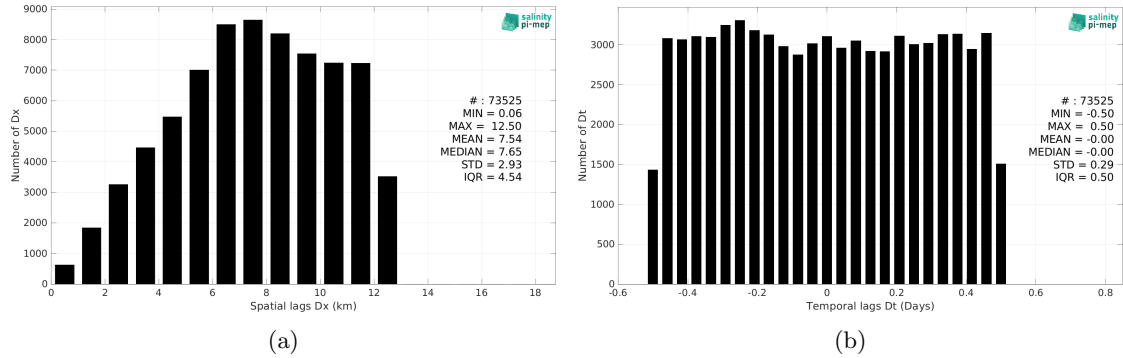 9000
8000
7000
6000
5000
4000
3000
2000
1000
0
Number of Dx
salinity
pi-mep
# : 73525
MIN = 0.06
MAX = 12.50
MEAN = 7.54
MEDIAN = 7.65
STD = 2.93
IQR = 4.54
0 2 4 6 8 10 12 14 16 18
Spatial lags Dx (km)
(a)
3000
2500
2000
1500
1000
500
0
Number of Dt
salinity
pi-mep
# : 73525
MIN = -0.50
MAX = 0.50
MEAN = -0.00
MEDIAN = -0.00
STD = 0.29
IQR = 0.50
-0.6 -0.4 -0.2 0 0.2 0.4 0.6 0.8
Temporal lags Dt (Days)
(b)